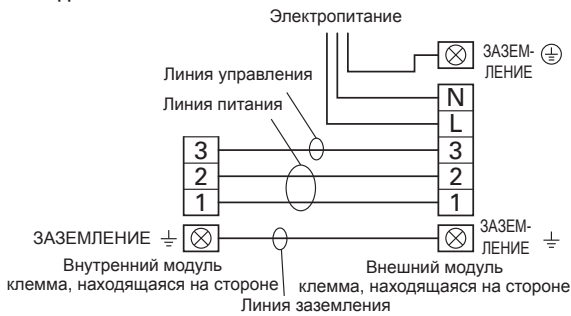 Электропитание
ЗАЗЕМ-
ЛЕНИЕ
Линия управления
Линия питания
N
L
3
3
2
2
1
1
ЗАЗЕМЛЕНИЕ
ЗАЗЕМ-
ЛЕНИЕ
Внутренний модуль
клемма, находящаяся на стороне
Внешний модуль
клемма, находящаяся на стороне
Линия заземления